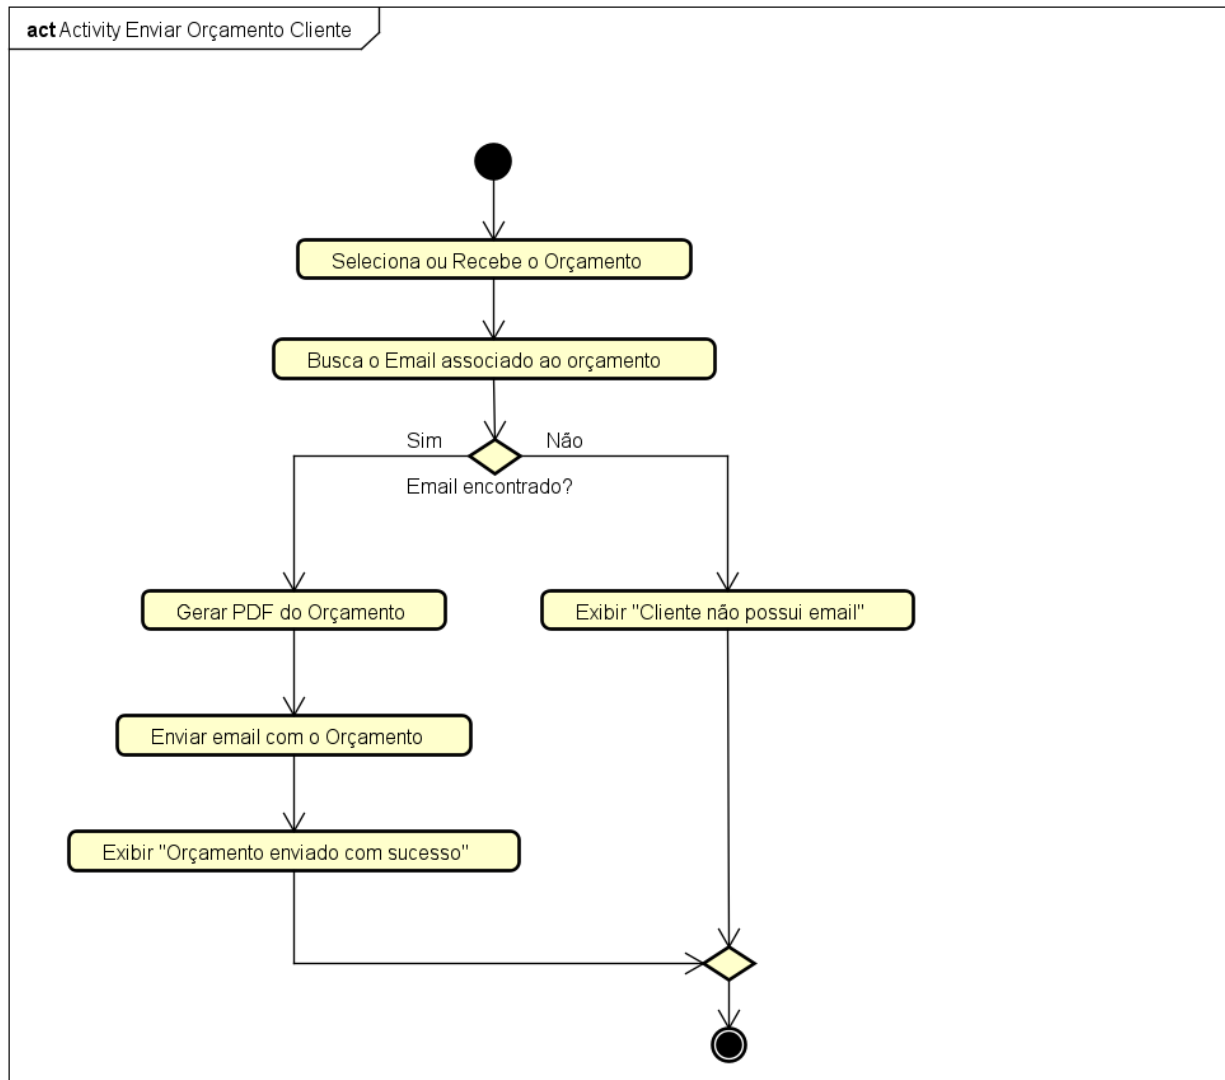 act Activity Enviar Orçamento Cliente
Seleciona ou Recebe o Orçamento
Busca o Email associado ao orçamento
Sim
Não
Email encontrado?
Gerar PDF do Orçamento
Exibir "Cliente não possui email"
Enviar email com o Orçamento
Exibir "Orçamento enviado com sucesso"